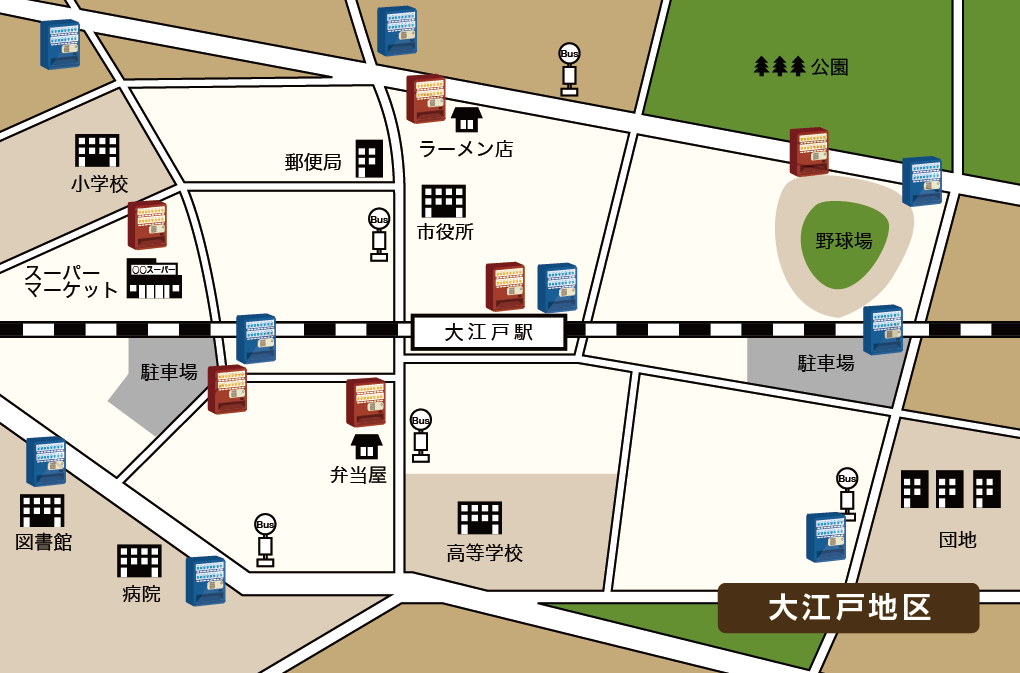 Bus
公園
ラーメン店
郵便局
小学校
Bus
市役所
野球場
スーパー
マーケット
〇〇スーパー
大江戸駅
駐車場
駐車場
Bus
弁当屋
Bus
Bus
図書館
高等学校
団地
病院
大江戸地区